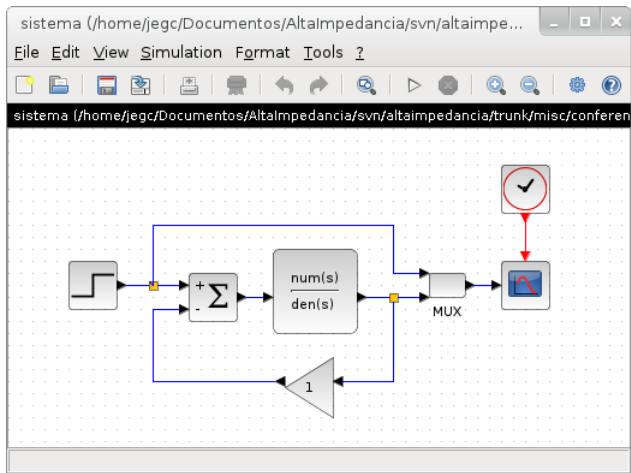 sistema (/home/jegc/Documentos/AltaImpedancia/svn/altaimpe...
File Edit View Simulation Format Tools ?
sistema (/home/jegc/Documentos/AltaImpedancia/svn/altaimpedancia/trunk/misc/conferen
+
-
Σ
num(s)
den(s)
MUX
1